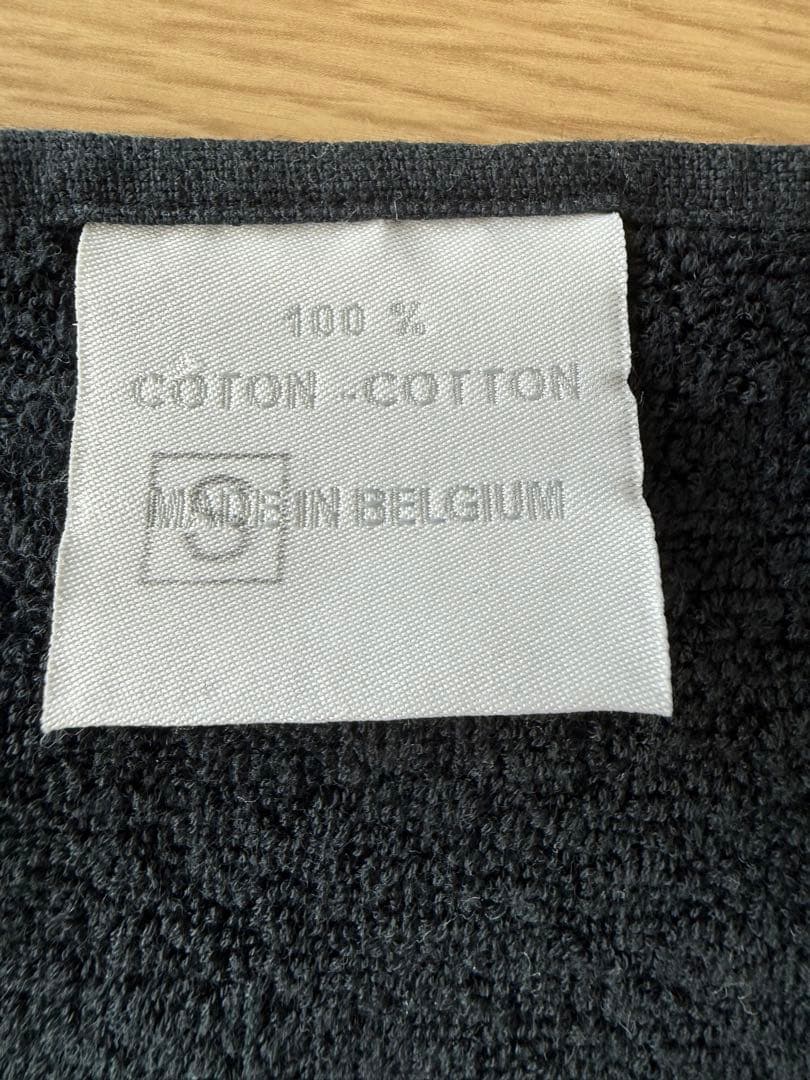 100 %
COTON - COTTON
MADE IN BELGIUM
S